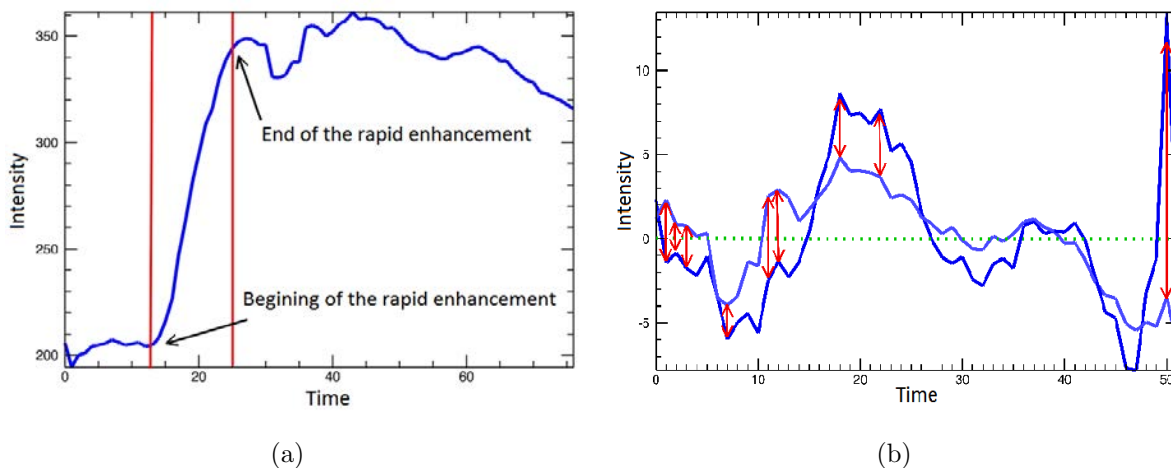 350
300
250
200
Intensity
End of the rapid enhancement
Begining of the rapid enhancement
0
20
40
60
Time
(a)
10
5
0
-5
Intensity
0
10
20
30
40
50
Time
(b)